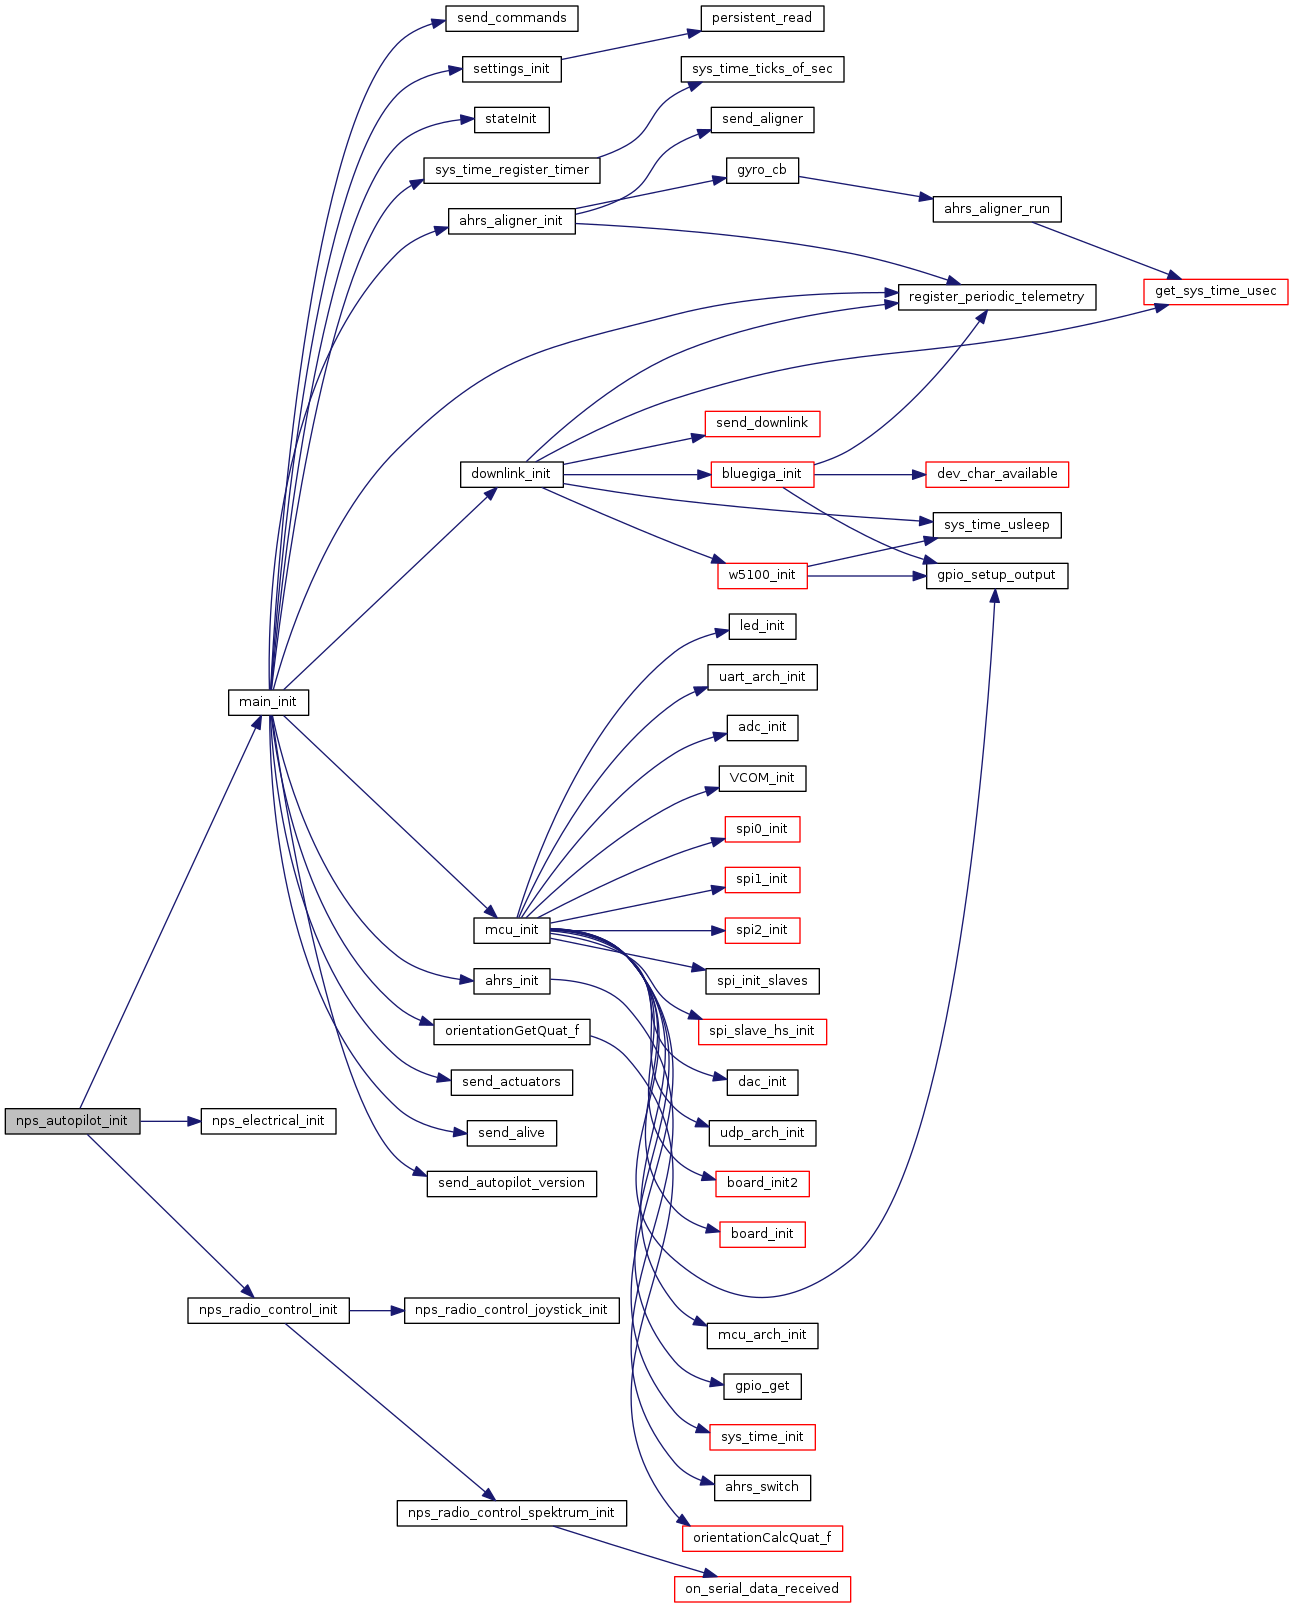 send_commands
persistent_read
settings_init
sys_time_ticks_of_sec
stateInit
send_aligner
sys_time_register_timer
gyro_cb
ahrs_aligner_init
ahrs_aligner_run
get_sys_time_usec
register_periodic_telemetry
send_downlink
downlink_init
bluegiga_init
dev_char_available
sys_time_usleep
w5100_init
gpio_setup_output
led_init
uart_arch_init
main_init
adc_init
VCOM_init
spi0_init
spi1_init
mcu_init
spi2_init
ahrs_init
spi_init_slaves
orientationGetQuat_f
spi_slave_hs_init
send_actuators
dac_init
nps_autopilot_init
nps_electrical_init
send_alive
udp_arch_init
send_autopilot_version
board_init2
board_init
nps_radio_control_init
nps_radio_control_joystick_init
mcu_arch_init
gpio_get
sys_time_init
ahrs_switch
nps_radio_control_spektrum_init
orientationCalcQuat_f
on_serial_data_received